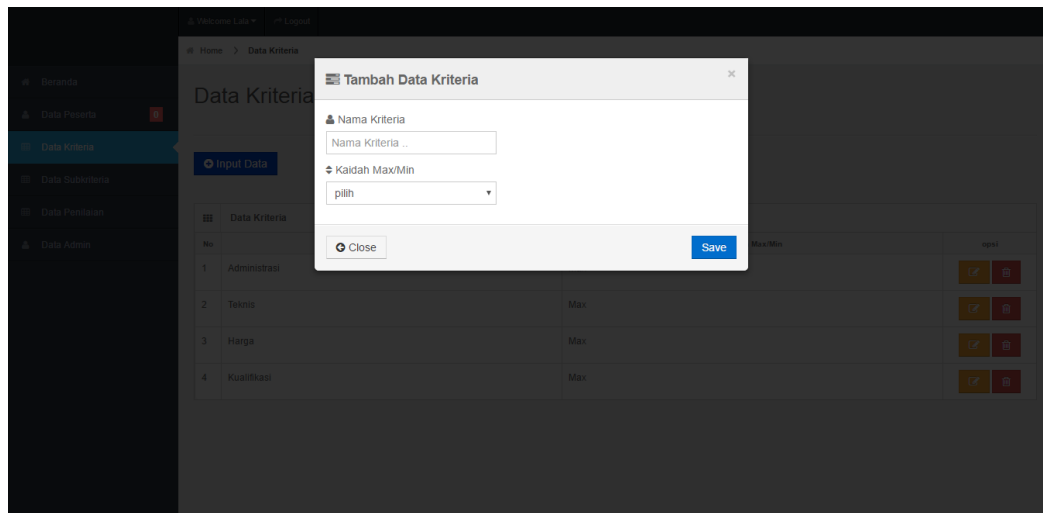 Welcome Lala
Logout
Home
Data Kriteria
Beranda
Data Peserta
Data Kriteria
Data Subkriteria
Data Penilaian
Data Admin
Data Kriteria
Input Data
Tambah Data Kriteria
×
Nama Kriteria
Nama Kriteria ..
Kaidah Max/Min
pilih
Close
Save
Data Kriteria
No Max/Min opsi
1 Administrasi
2 Teknis Max
3 Harga Max
4 Kualifikasi Max